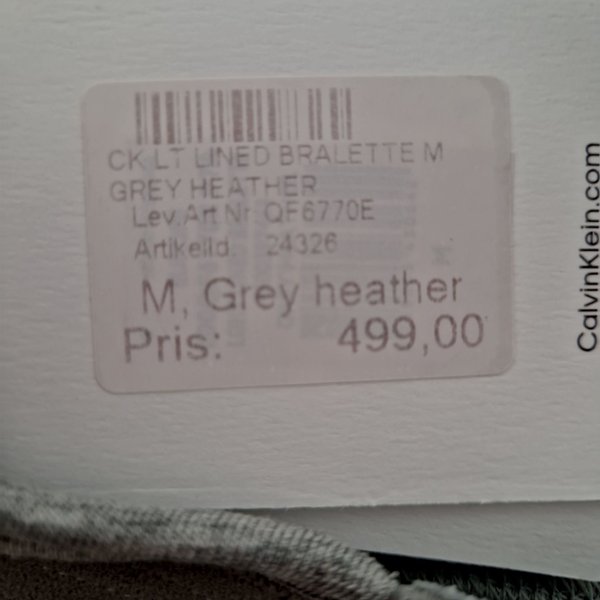 CK LT LINED BRALETTE M
GREY HEATHER
Lev.Art Nr QF6770E
ArtikelId. 24326
M, Grey heather
Pris: 499,00
CalvinKlein.com